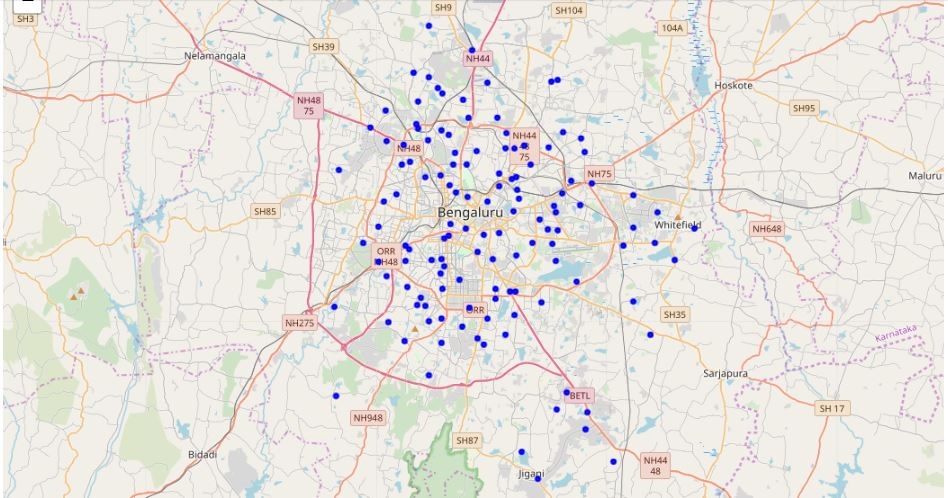 SH3
SH9
SH104
104A
SH39
Nelamangala
NH44
Hoskote
NH48
75
SH95
NH44
48
75
NH48
NH75
Maluru
SH85
Bengaluru
Whitefield
NH648
ORR
NH48
ORR
SH35
NH275
Karnataka
Sarjapura
BETL
NH948
SH 17
SH87
Bidadi
NH44
48
Jigani